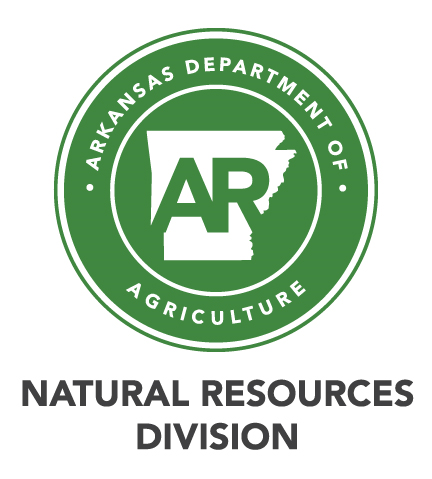 ARKANSAS DEPARTMENT OF
AR
AGRICULTURE
NATURAL RESOURCES
DIVISION